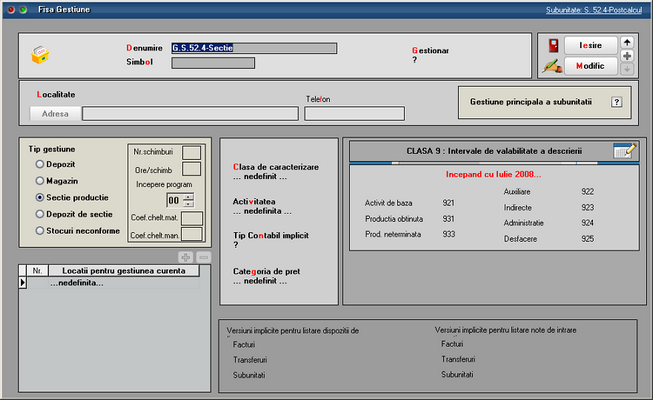 Fisa Gestiune
Subunitate: S. 52.4-Postcalcul
Denumire G.S.52.4-Sectie
Simbol
Gestionar
?
Iesire
Modific
Localitate
Adresa
Telefon
Gestiune principala a subunitatii ?
Tip gestiune
Depozit
Magazin
Sectie productie
Depozit de sectie
Stocuri neconforme
Nr.schimburi
Ore/schimb
Incepere program
00
Coef.chelt.mat.
Coef.chelt.man.
Clasa de caracterizare
... nedefinit ...
Activitatea
... nedefinita ...
Tip Contabil implicit
?
Categoria de pret
... nedefinit ...
CLASA 9 : Intervale de valabilitate a descrierii
Incepand cu Iulie 2008...
Activit de baza 921
Productia obtinuta 931
Prod. neterminata 933
Auxiliare 922
Indirecte 923
Administratie 924
Desfacere 925
Nr. Locatii pentru gestiunea curenta
...nedefinita...
Versiuni implicite pentru listare dispozitii de
Facturi
Transferuri
Subunitati
Versiuni implicite pentru listare note de intrare
Facturi
Transferuri
Subunitati